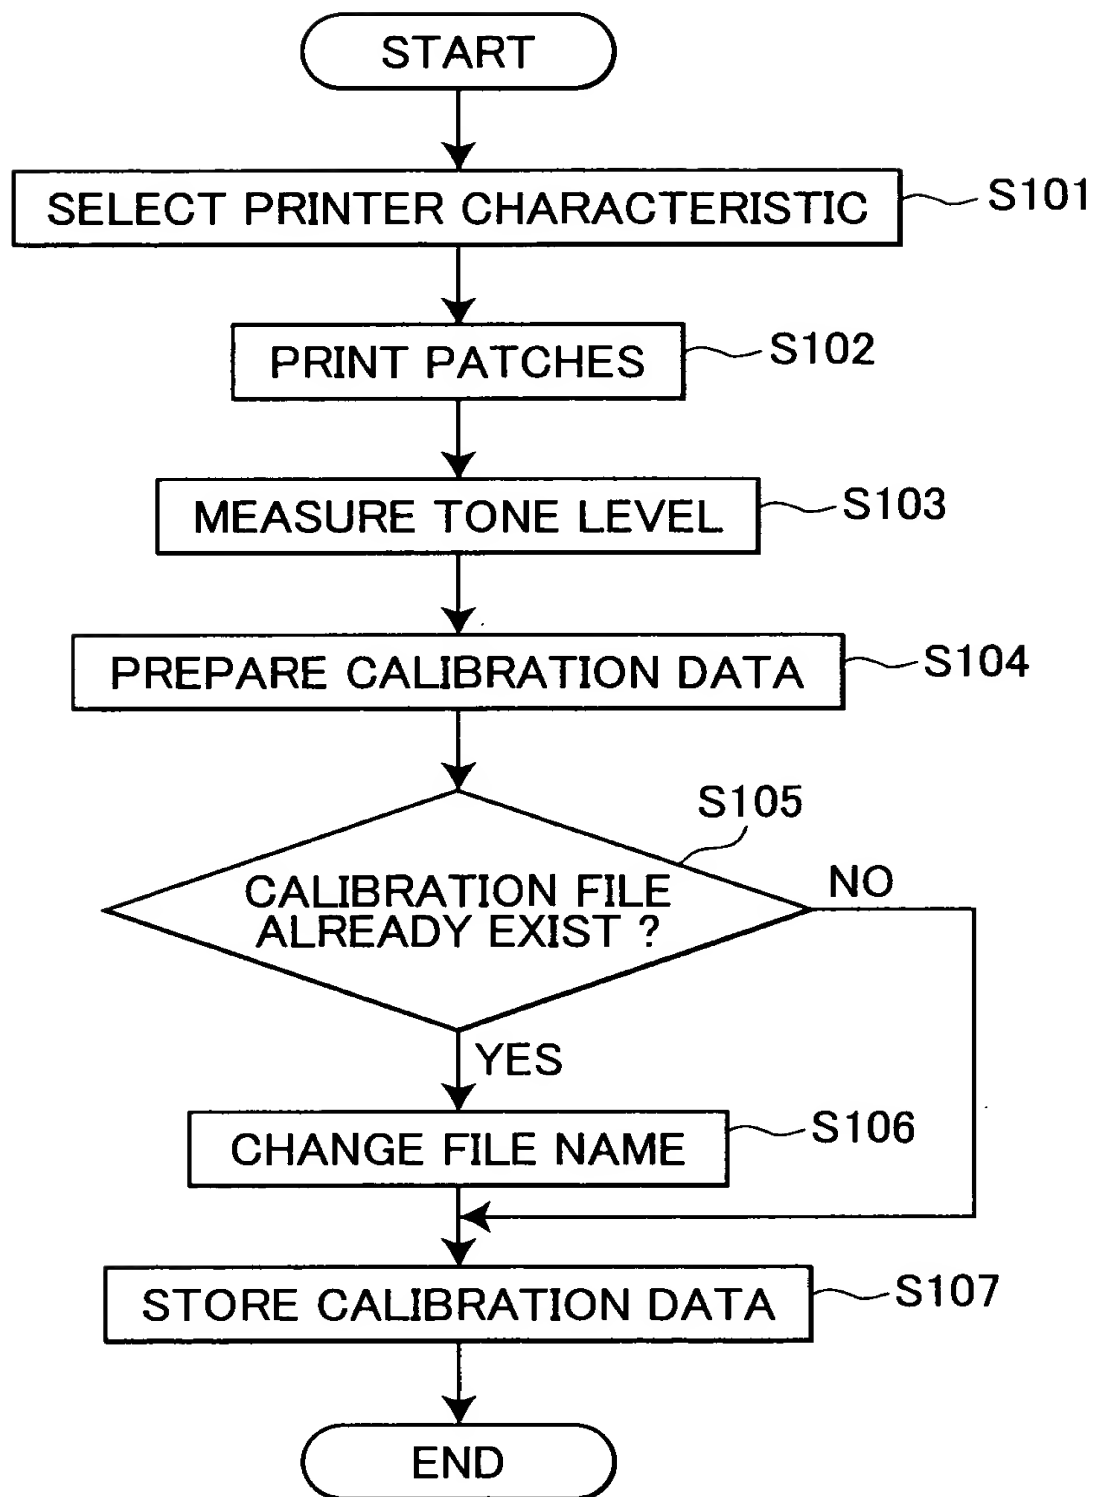 START
SELECT PRINTER CHARACTERISTIC
S101
PRINT PATCHES
S102
MEASURE TONE LEVEL
S103
PREPARE CALIBRATION DATA
S104
S105
CALIBRATION FILE
ALREADY EXIST ?
NO
YES
CHANGE FILE NAME
S106
STORE CALIBRATION DATA
S107
END